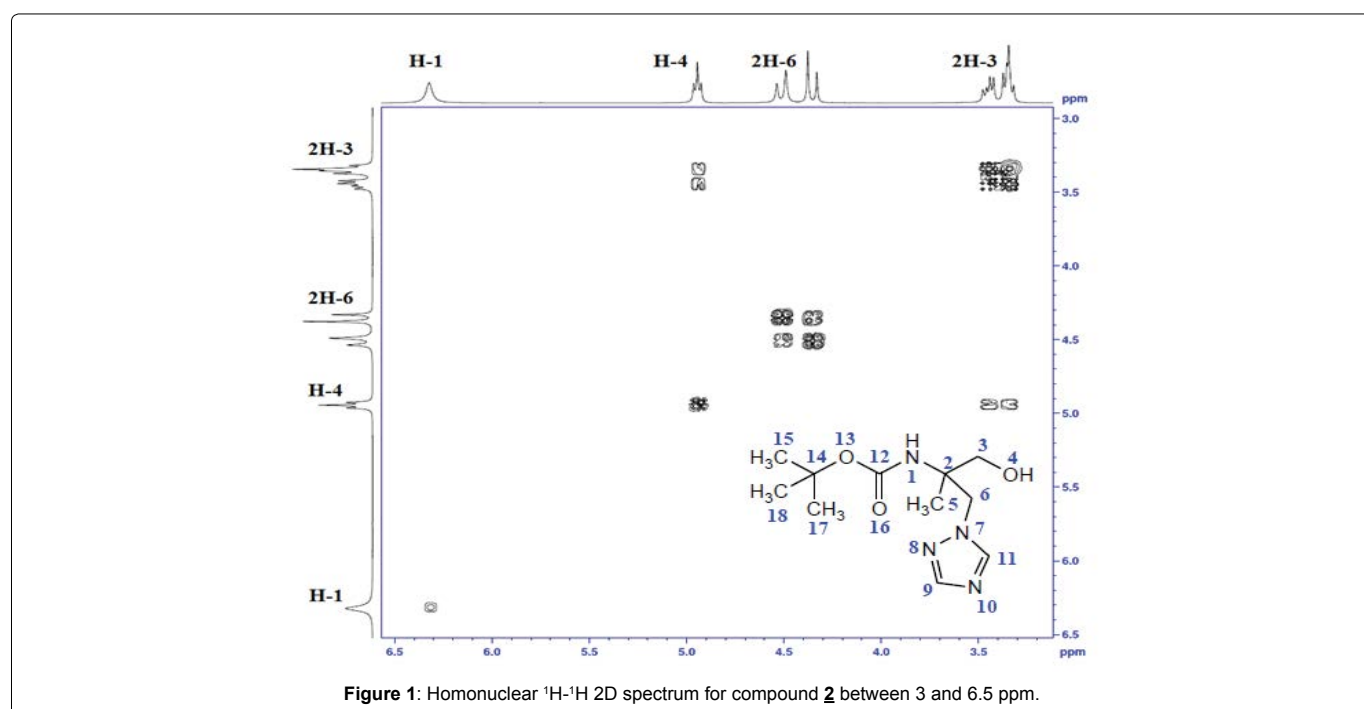 H-1 H-4 2H-6 2H-3
ppm
3.0
2H-3
3.5
4.0
2H-6
4.5
H-4
5.0
15 13 H 3 4
H₃C 14 O 12 N 2 OH
1
H₃C O H₃C 5 6
18 CH₃ 16 7
17 N
8 N 11
9 N
10
5.5
6.0
H-1
6.5
6.5 6.0 5.5 5.0 4.5 4.0 3.5 ppm
Figure 1: Homonuclear ¹H-¹H 2D spectrum for compound 2 between 3 and 6.5 ppm.